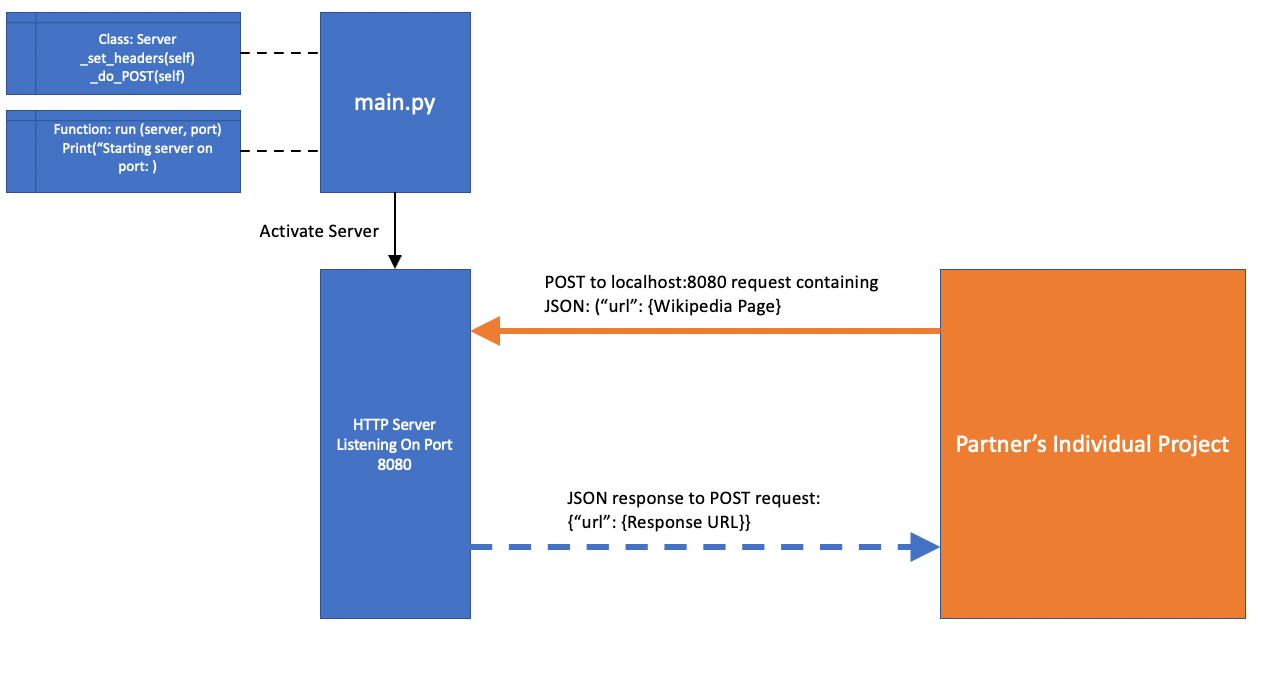 Class: Server
_set_headers(self)
_do_POST(self)
main.py
Function: run (server, port)
Print(“Starting server on
port: )
Activate Server
POST to localhost:8080 request containing
JSON: (“url”: {Wikipedia Page}
HTTP Server
Listening On Port
8080
Partner’s Individual Project
JSON response to POST request:
{“url”: {Response URL}}